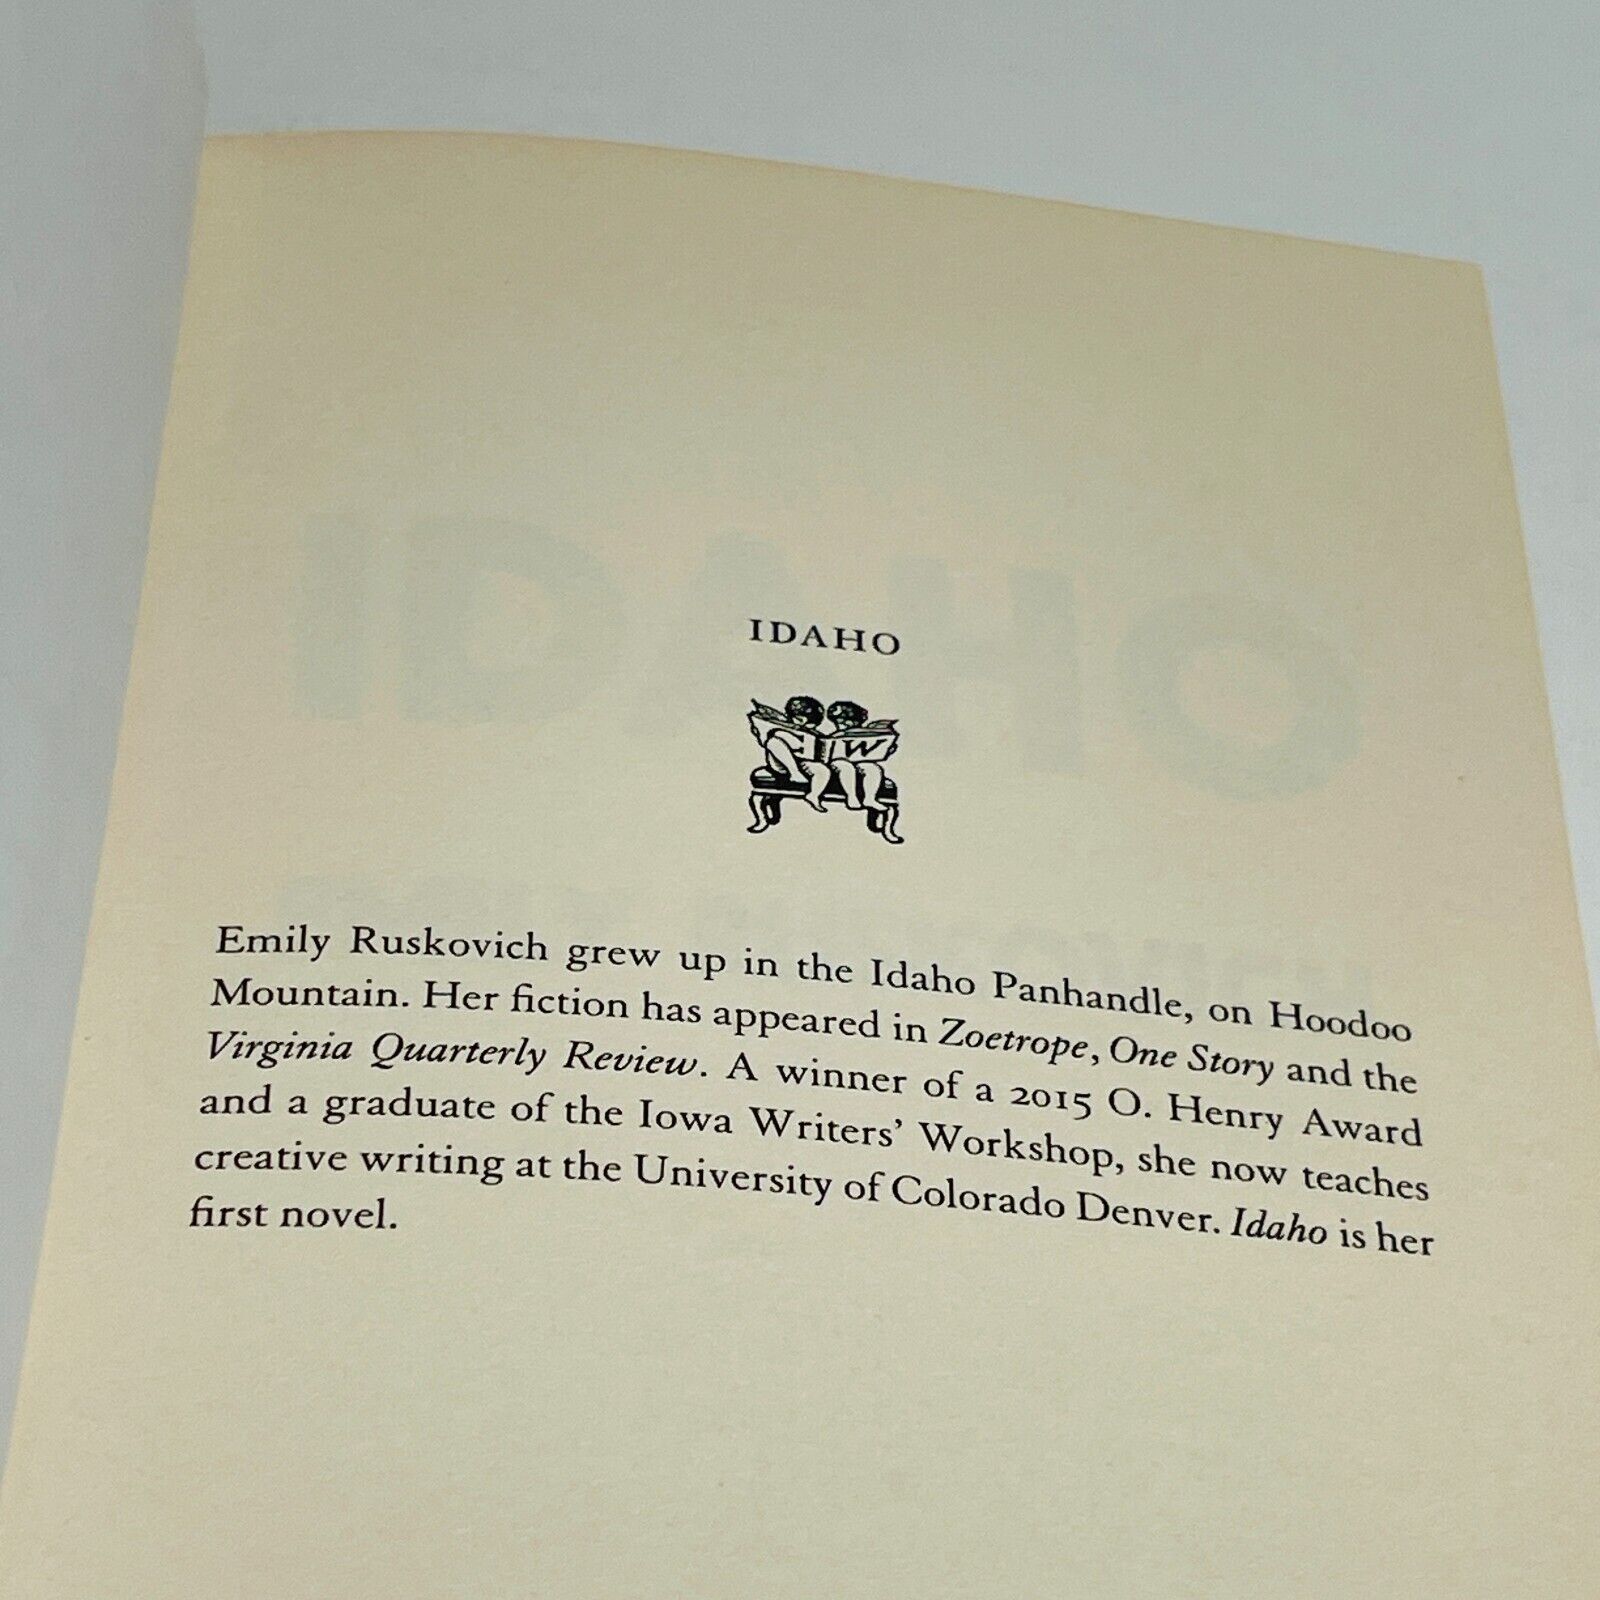 IDAHO
C W
Emily Ruskovich grew up in the Idaho Panhandle, on Hoodoo
Mountain. Her fiction has appeared in Zoetrope, One Story and the
Virginia Quarterly Review. A winner of a 2015 O. Henry Award
and a graduate of the Iowa Writers’ Workshop, she now teaches
creative writing at the University of Colorado Denver. Idaho is her
first novel.